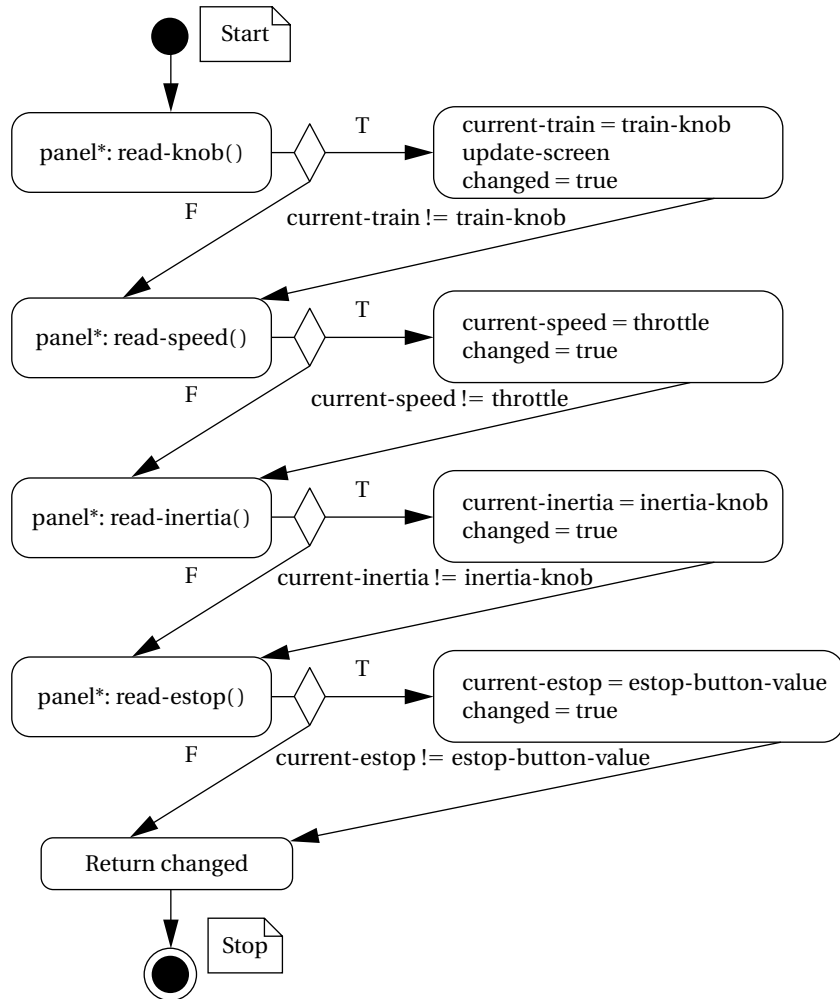 Start
panel*: read-knob()
T
current-train = train-knob
update-screen
changed = true
F
current-train != train-knob
panel*: read-speed()
T
current-speed = throttle
changed = true
F
current-speed != throttle
panel*: read-inertia()
T
current-inertia = inertia-knob
changed = true
F
current-inertia != inertia-knob
panel*: read-estop()
T
current-estop = estop-button-value
changed = true
F
current-estop != estop-button-value
Return changed
Stop